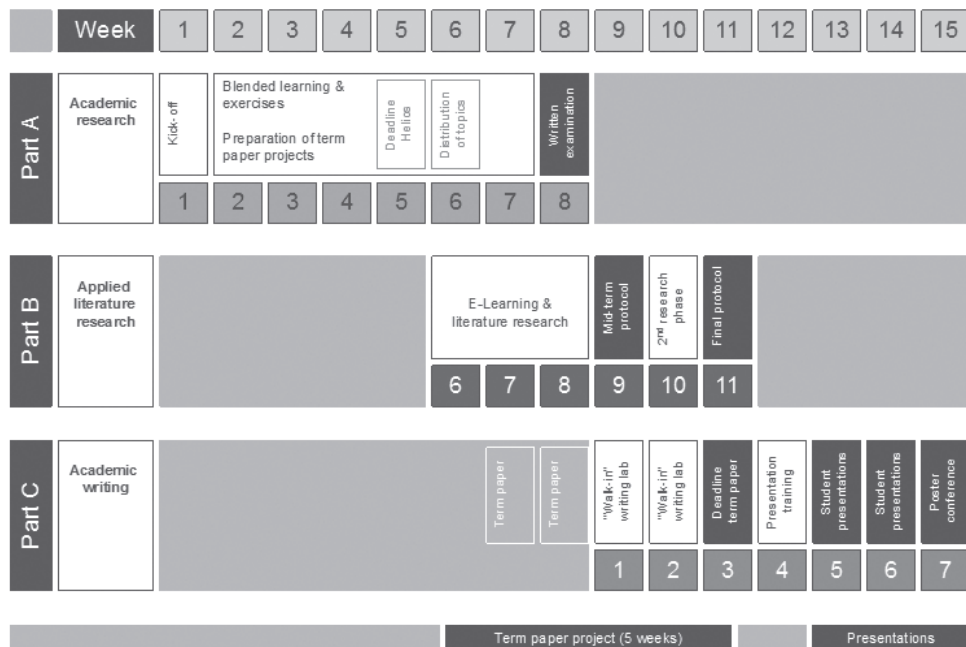 Week 1 2 3 4 5 6 7 8 9 10 11 12 13 14 15
Part A
Academic
research
Kick-off
Blended learning &
exercises
Preparation of term
paper projects
Deadline
Helios
Distribution
of topics
Written
examination
1 2 3 4 5 6 7 8
Part B
Applied
literature
research
E-Learning &
literature research
Mid-term
protocol
2nd research
phase
Final protocol
6 7 8 9 10 11
Part C
Academic
writing
Term paper
Term paper
"Walk-in"
writing lab
"Walk-in"
writing lab
Deadline
term paper
Presentation
training
Student
presentations
Student
presentations
Poster
conference
1 2 3 4 5 6 7
Term paper project (5 weeks)
Presentations